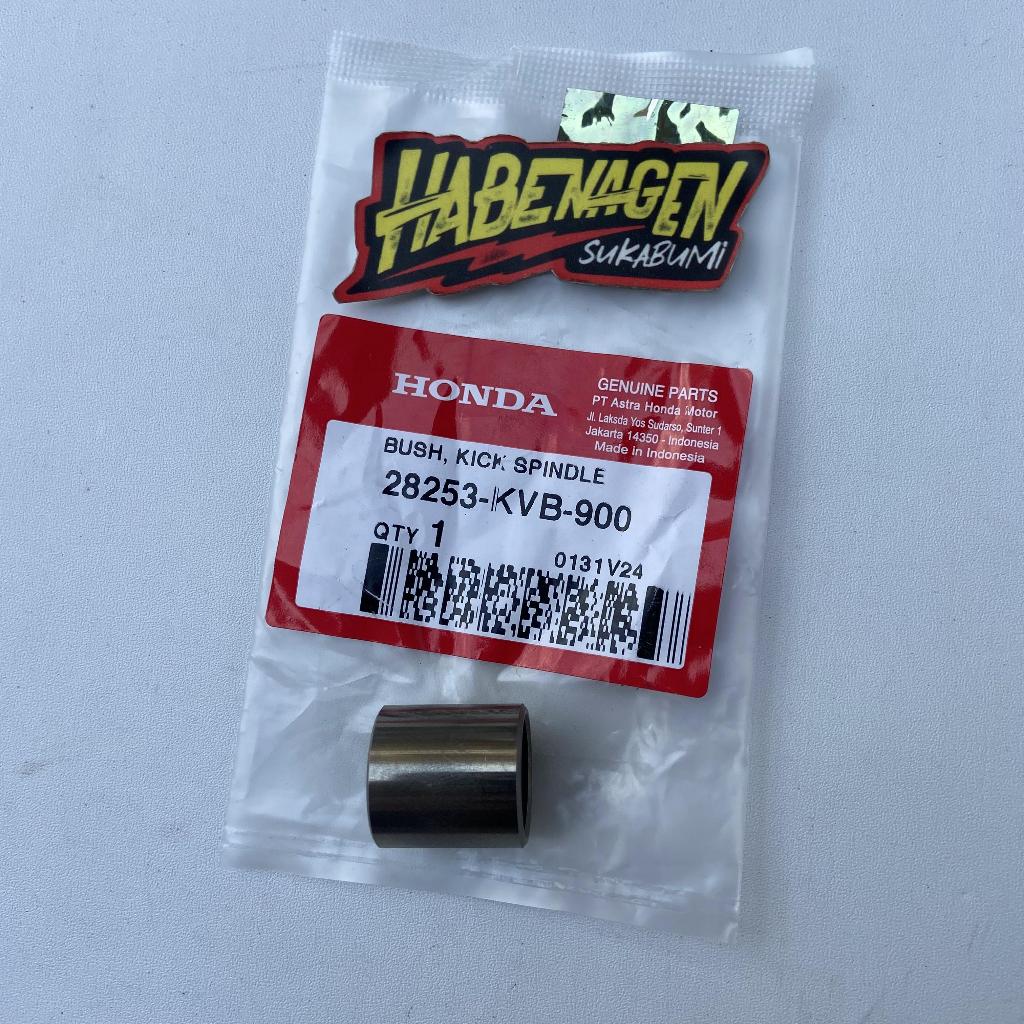 HABENAGEN
SUKABUMi
HONDA
GENUINE PARTS
PT Astra Honda Motor
Jl. Laksda Yos Sudarso, Sunter 1
Jakarta 14350 - Indonesia
Made in Indonesia
BUSH, KICK SPINDLE
28253-KVB-900
QTY 1
0131V24